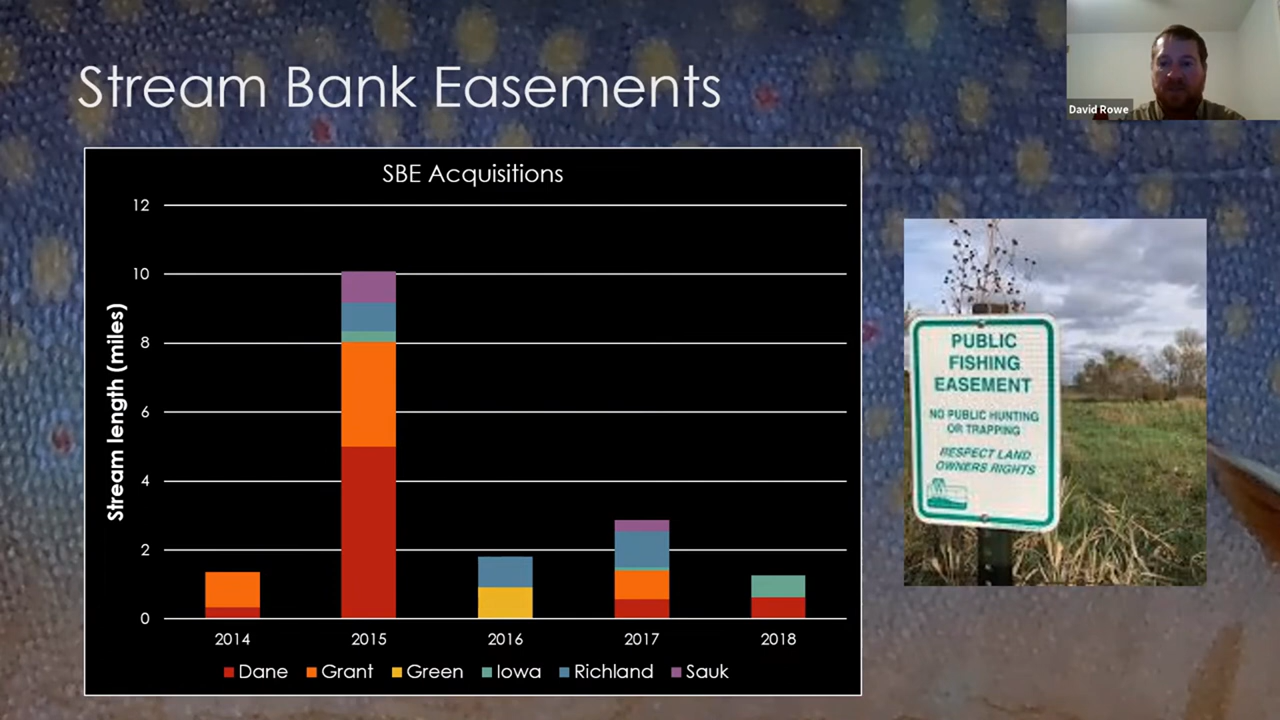 Stream Bank Easements
David Rowe
SBE Acquisitions
Stream length (miles)
12
10
8
6
4
2
0
2014 2015 2016 2017 2018
Dane Grant Green Iowa Richland Sauk
PUBLIC
FISHING
EASEMENT
NO PUBLIC HUNTING
OR TRAPPING
RESPECT LAND
OWNERS RIGHTS